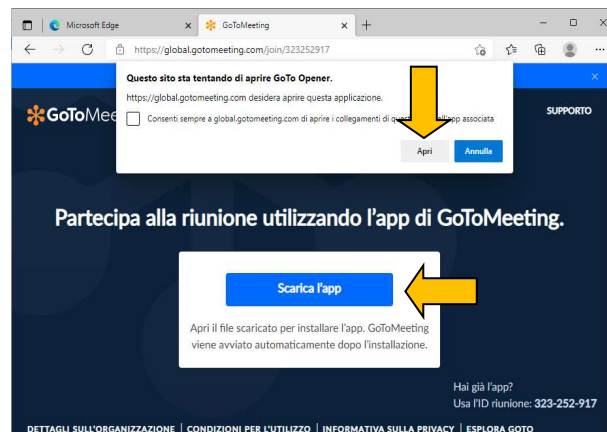 Microsoft Edge
GoToMeeting
https://global.gotomeeting.com/join/323252917
Questo sito sta tentando di aprire GoTo Opener.
https://global.gotomeeting.com desidera aprire questa applicazione.
Consenti sempre a global.gotomeeting.com di aprire i collegamenti di app associata
Apri
Annulla
GoToMee
SUPPORTO
Partecipa alla riunione utilizzando l'app di GoToMeeting.
Scarica l'app
Apri il file scaricato per installare l'app. GoToMeeting
viene avviato automaticamente dopo l'installazione.
Hai già l'app?
Usa l'ID riunione: 323-252-917
DETTAGLI SULL'ORGANIZZAZIONE | CONDIZIONI PER L'UTILIZZO | INFORMATIVA SULLA PRIVACY | ESPLORA GOTO